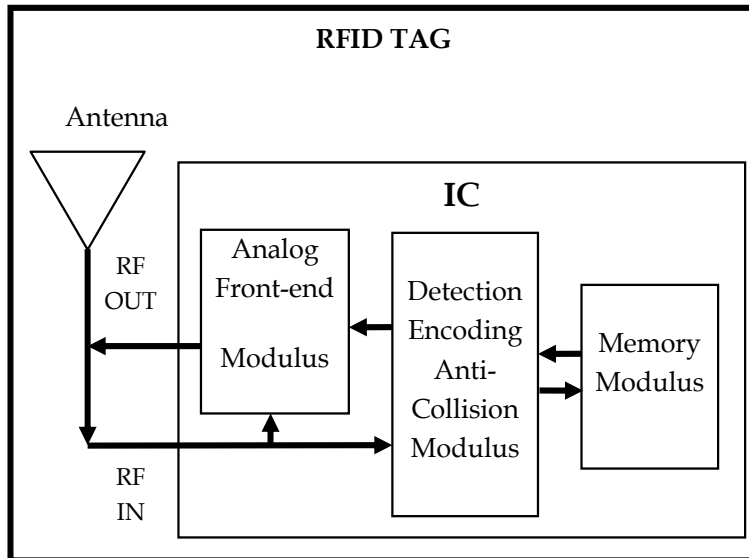 RFID TAG
Antenna
IC
RF
OUT
Analog
Front-end
Modulus
Detection
Encoding
Anti-
Collision
Modulus
Memory
Modulus
RF
IN